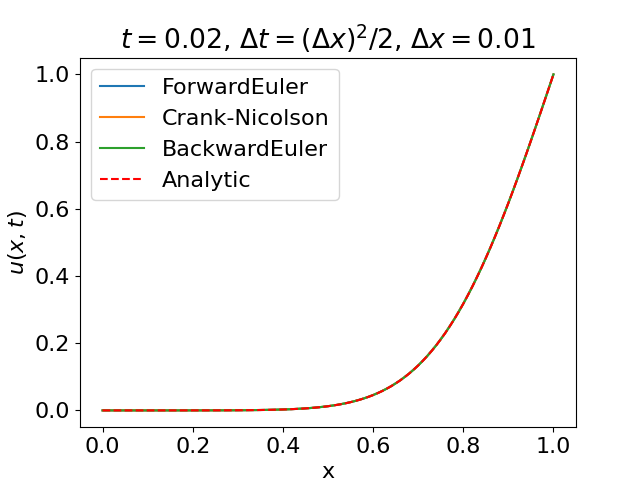 t = 0.02, Δt = (Δx)²/2, Δx = 0.01
ForwardEuler
Crank-Nicolson
BackwardEuler
Analytic
u(x, t)
1.0
0.8
0.6
0.4
0.2
0.0
0.0 0.2 0.4 0.6 0.8 1.0
x